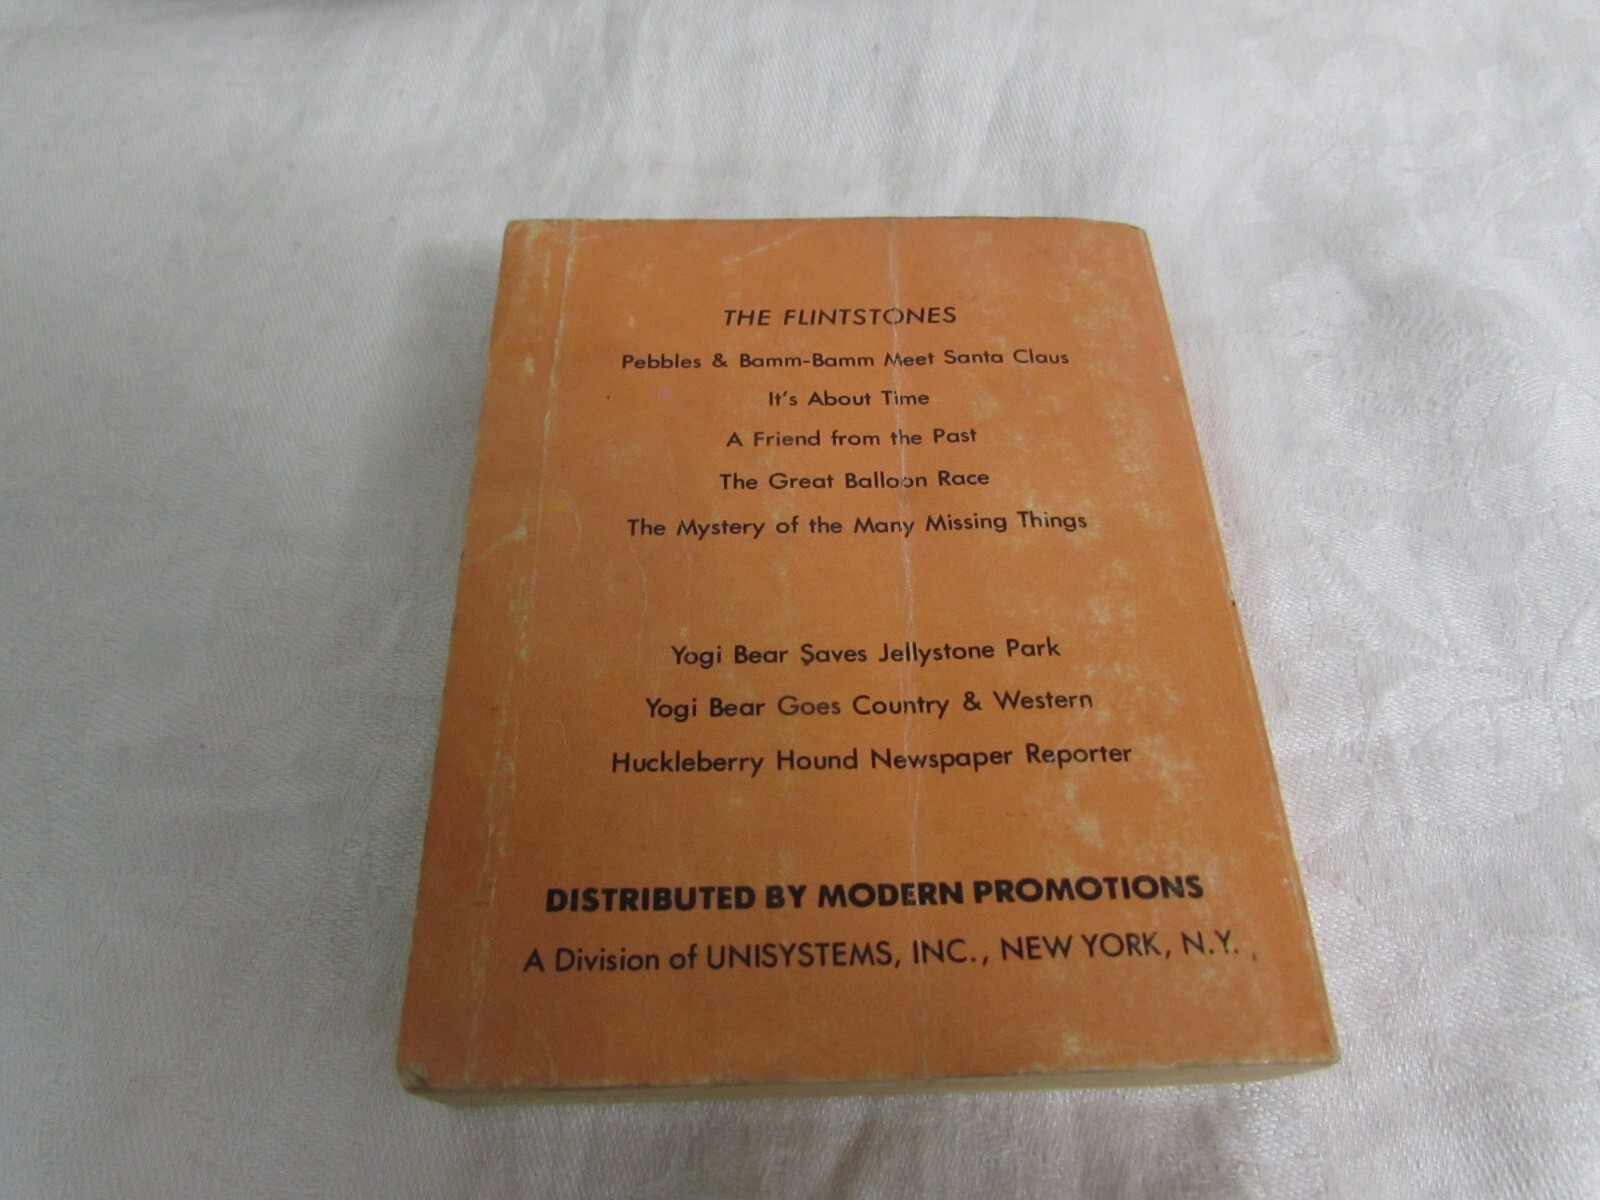 THE FLINTSTONES
Pebbles & Bamm-Bamm Meet Santa Claus
It's About Time
A Friend from the Past
The Great Balloon Race
The Mystery of the Many Missing Things
Yogi Bear Saves Jellystone Park
Yogi Bear Goes Country & Western
Huckleberry Hound Newspaper Reporter
DISTRIBUTED BY MODERN PROMOTIONS
A Division of UNISYSTEMS, INC., NEW YORK, N.Y.